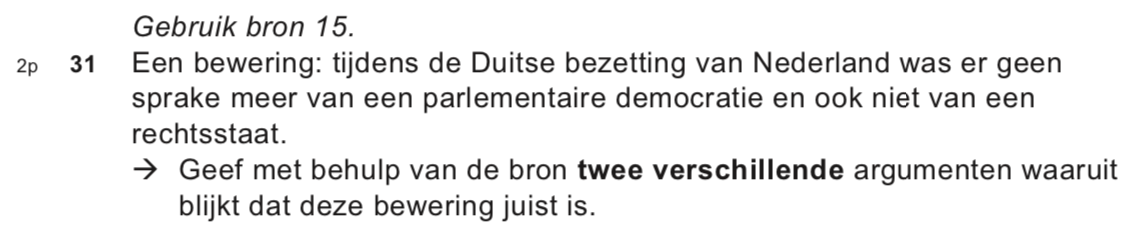 Gebruik bron 15.
2p 31 Een bewering: tijdens de Duitse bezetting van Nederland was er geen
sprake meer van een parlementaire democratie en ook niet van een
rechtsstaat.
→ Geef met behulp van de bron twee verschillende argumenten waaruit
blijkt dat deze bewering juist is.